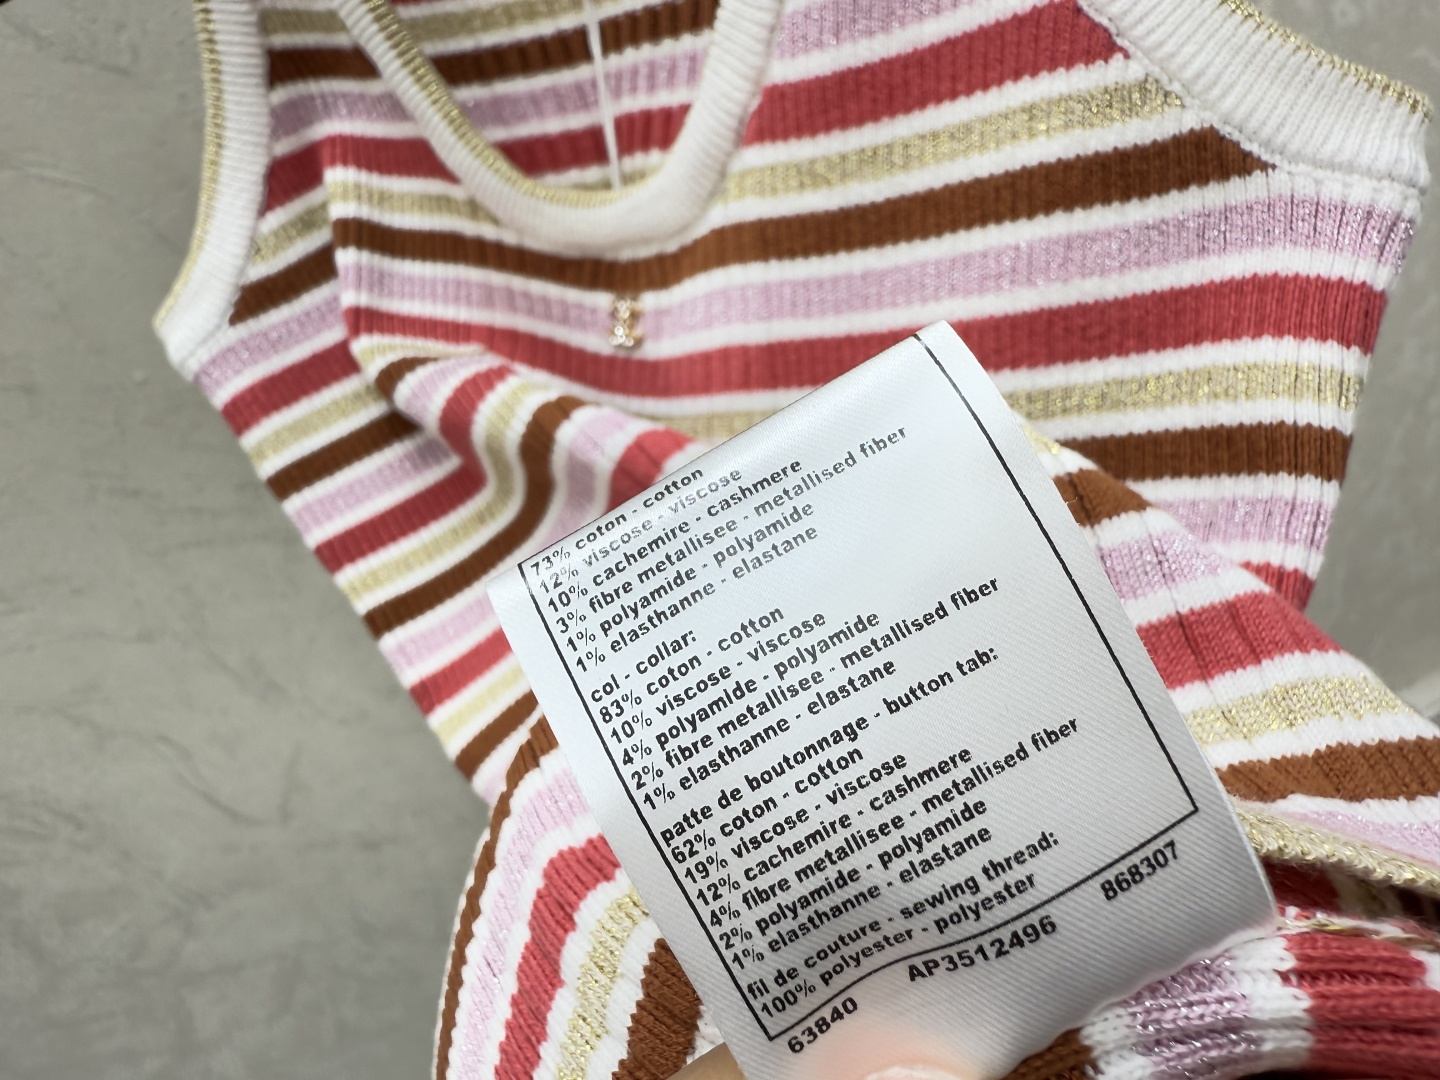 73% coton - cotton
12% viscose - viscose
10% cachemire - cashmere
3% fibre metallisee - metallised fiber
1% polyamide - polyamide
1% elasthanne - elastane
col - collar:
83% coton - cotton
10% viscose - viscose
4% polyamide - polyamide
2% fibre metallisee - metallised fiber
1% elasthanne - elastane
patte de boutonnage - button tab:
62% coton - cotton
19% viscose - viscose
12% cachemire - cashmere
4% fibre metallisee - metallised fiber
2% polyamide - polyamide
1% elasthanne - elastane
fil de couture - sewing thread:
100% polyester - polyester
63840 AP3512496 868307